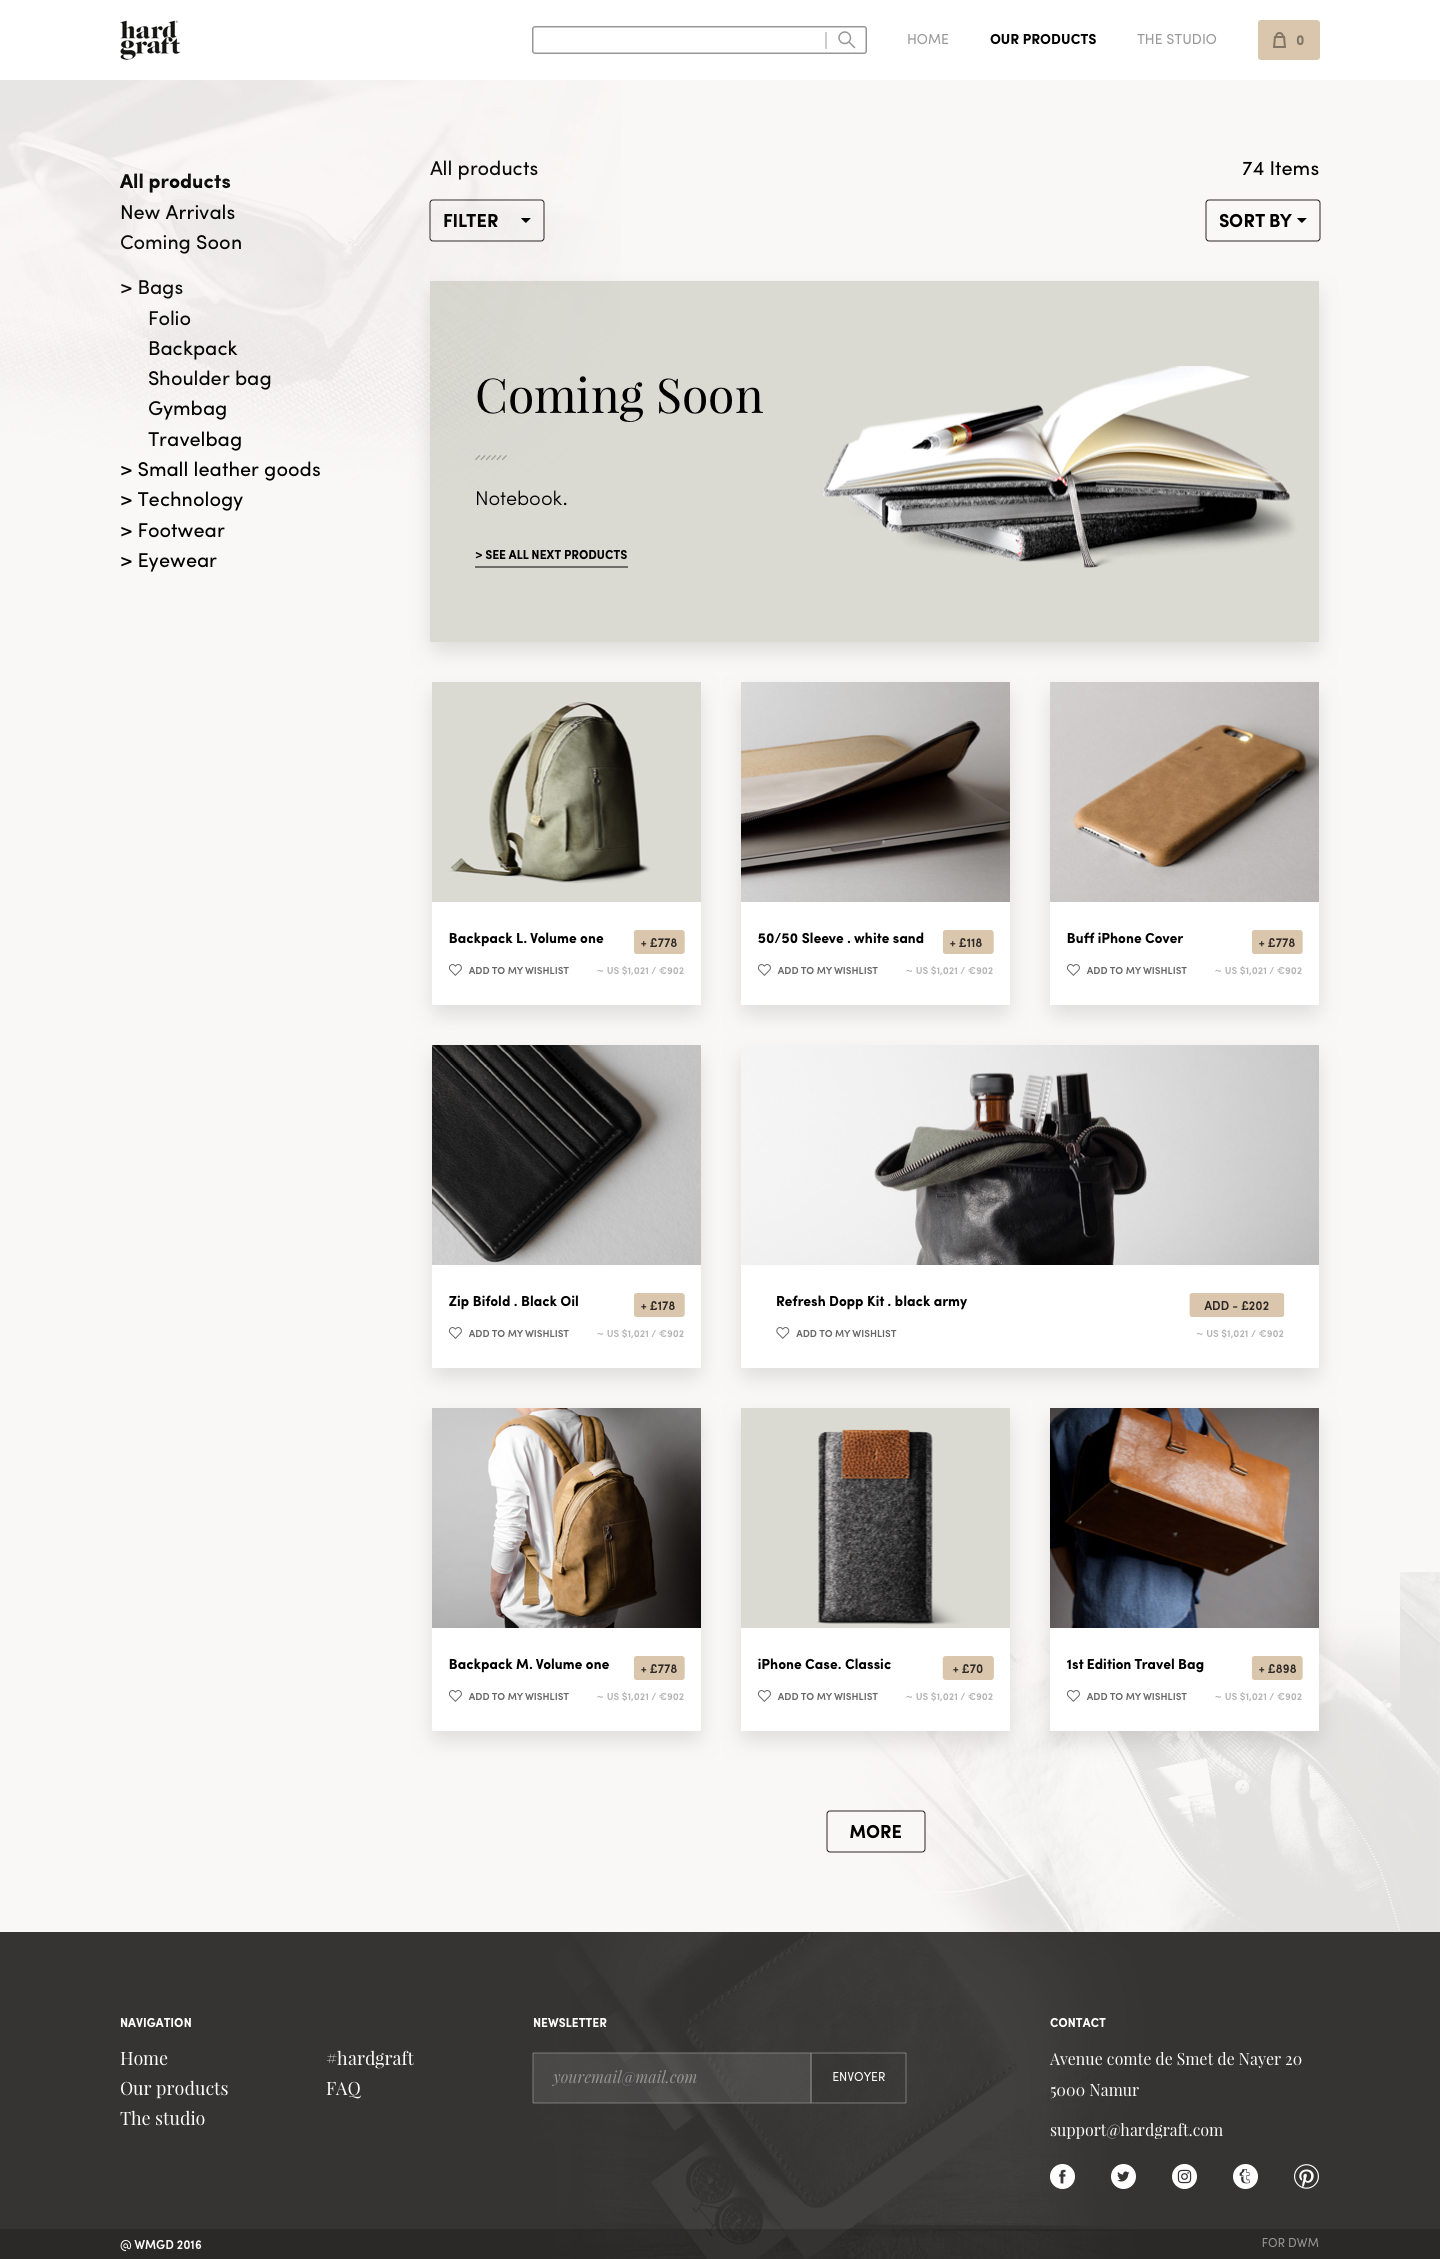 hard
graft
HOME
OUR PRODUCTS
THE STUDIO
0
All products
New Arrivals
Coming Soon
> Bags
Folio
Backpack
Shoulder bag
Gymbag
Travelbag
> Small leather goods
> Technology
> Footwear
> Eyewear
All products
74 Items
FILTER
SORT BY
Coming Soon
Notebook.
> SEE ALL NEXT PRODUCTS
Backpack L. Volume one
+ £778
ADD TO MY WISHLIST
~ US $1,021 / €902
50/50 Sleeve . white sand
+ £118
ADD TO MY WISHLIST
~ US $1,021 / €902
Buff iPhone Cover
+ £778
ADD TO MY WISHLIST
~ US $1,021 / €902
Zip Bifold . Black Oil
+ £178
ADD TO MY WISHLIST
~ US $1,021 / €902
Refresh Dopp Kit . black army
ADD - £202
ADD TO MY WISHLIST
~ US $1,021 / €902
Backpack M. Volume one
+ £778
ADD TO MY WISHLIST
~ US $1,021 / €902
iPhone Case. Classic
+ £70
ADD TO MY WISHLIST
~ US $1,021 / €902
1st Edition Travel Bag
+ £898
ADD TO MY WISHLIST
~ US $1,021 / €902
MORE
NAVIGATION
Home
Our products
The studio
#hardgraft
FAQ
NEWSLETTER
youremail@mail.com
ENVOYER
CONTACT
Avenue comte de Smet de Nayer 20
5000 Namur
support@hardgraft.com
@ WMGD 2016
FOR DWM